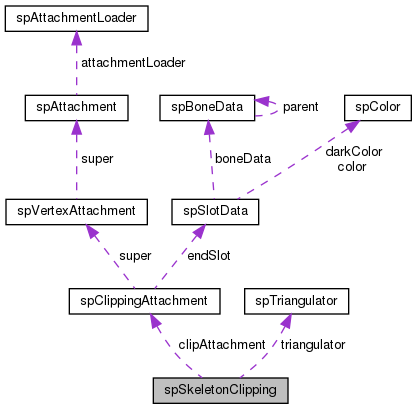 spAttachmentLoader
attachmentLoader
spAttachment
spBoneData
parent
spColor
super
boneData
darkColor
color
spVertexAttachment
spSlotData
super
endSlot
spClippingAttachment
spTriangulator
clipAttachment
triangulator
spSkeletonClipping